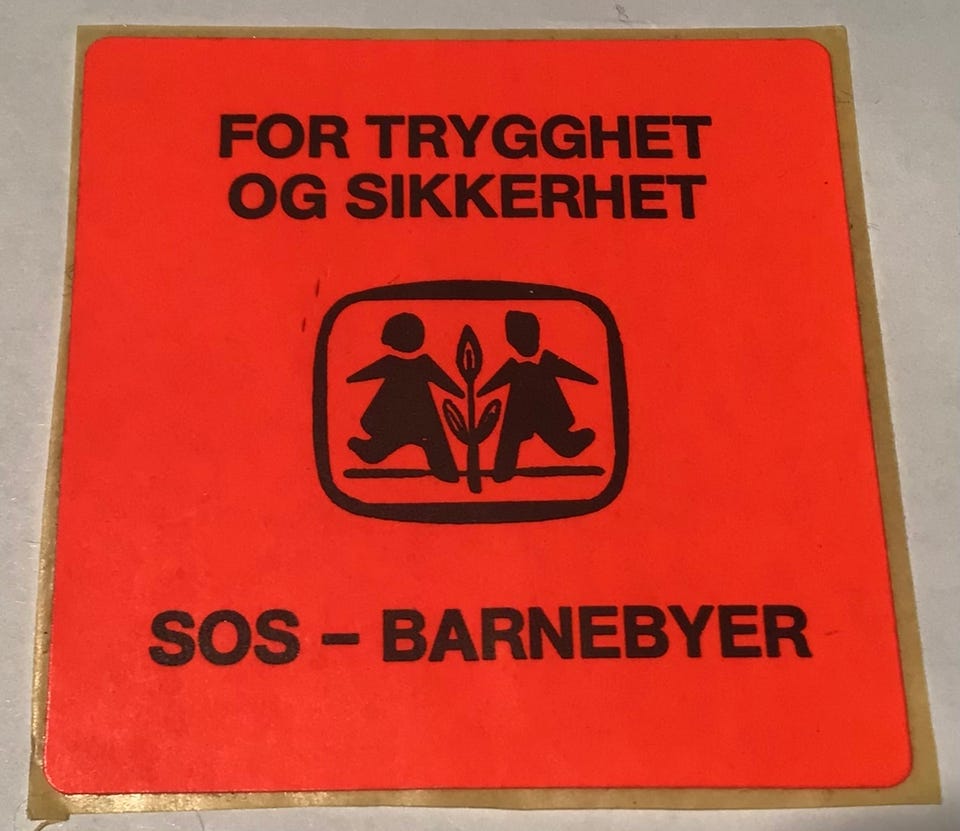 FOR TRYGGHET
OG SIKKERHET
SOS – BARNEBYER